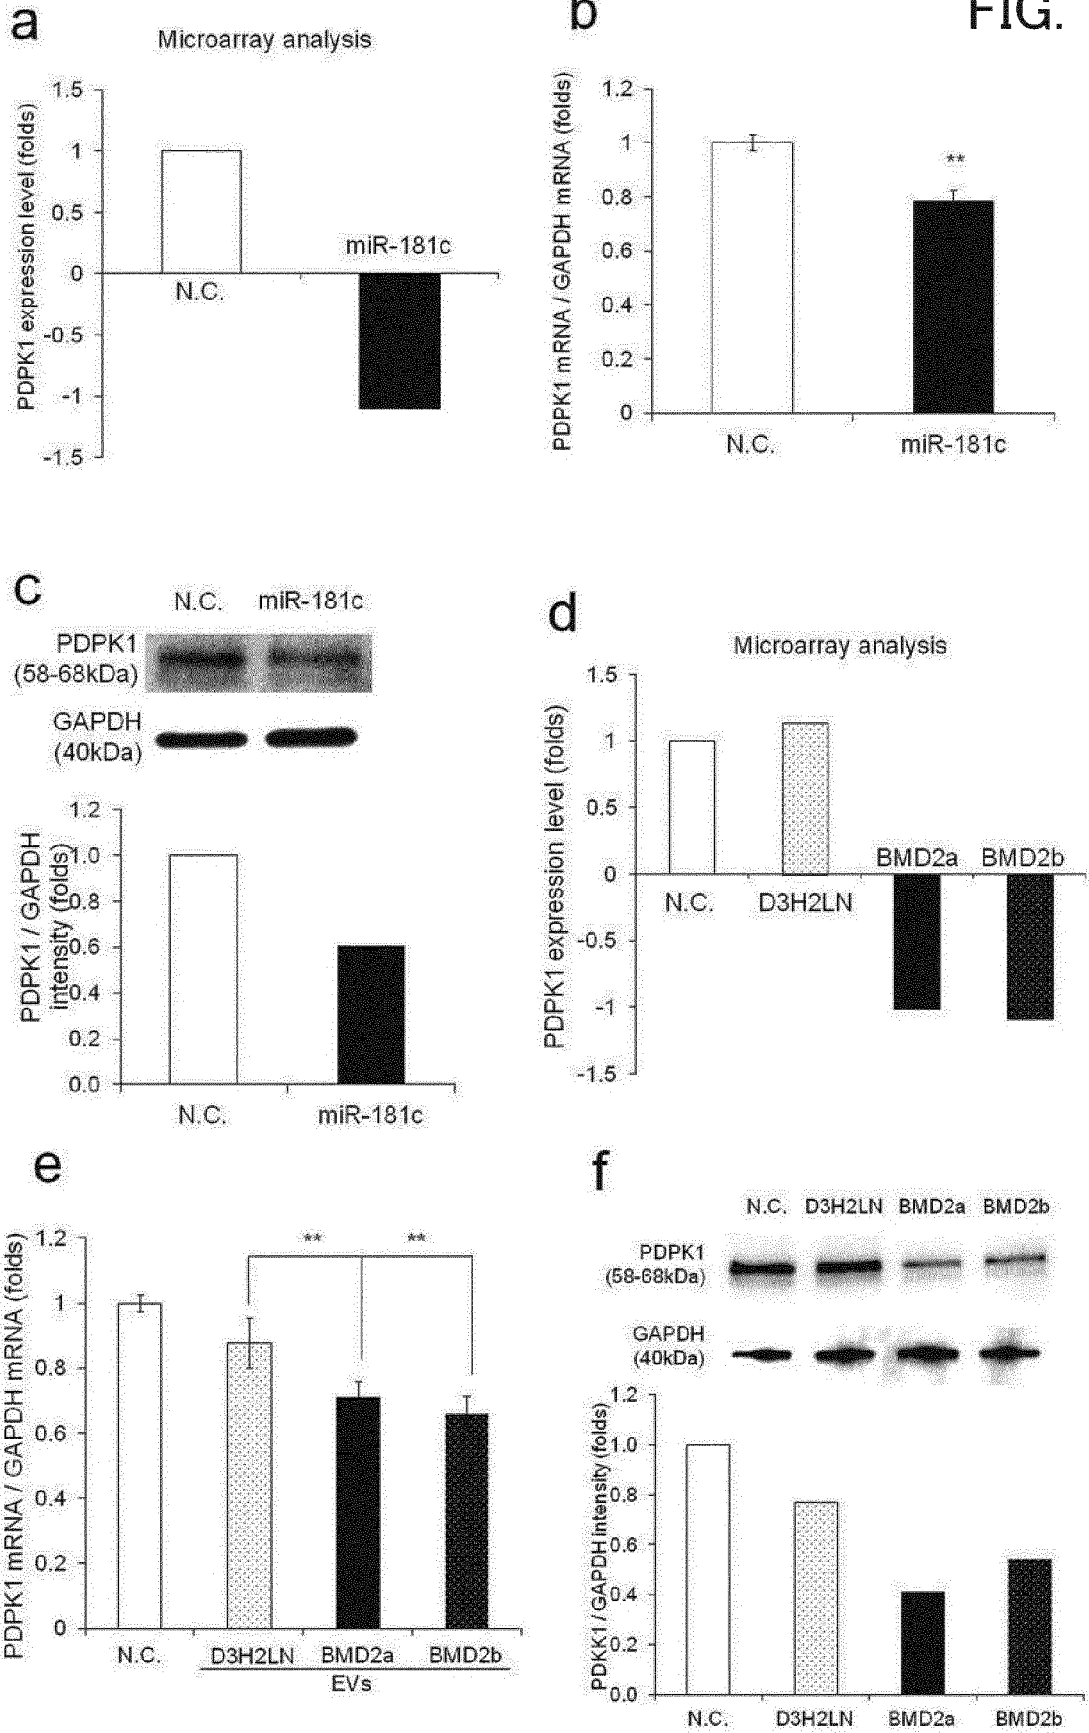 a
Microarray analysis
PDPK1 expression level (folds)
1.5
1
0.5
0
-0.5
-1
-1.5
N.C.
miR-181c
b
FIG.
PDPK1 mRNA / GAPDH mRNA (folds)
1.2
1
0.8
0.6
0.4
0.2
0
**
N.C.
miR-181c
c
N.C.
miR-181c
PDPK1
(58-68kDa)
GAPDH
(40kDa)
PDPK1 / GAPDH
intensity (folds)
1.2
1.0
0.8
0.6
0.4
0.2
0.0
N.C.
miR-181c
d
Microarray analysis
PDPK1 expression level (folds)
1.5
1
0.5
0
-0.5
-1
-1.5
N.C.
D3H2LN
BMD2a
BMD2b
e
PDPK1 mRNA / GAPDH mRNA (folds)
1.2
1
0.8
0.6
0.4
0.2
0
**
**
N.C.
D3H2LN
BMD2a
BMD2b
EVs
f
N.C.
D3H2LN
BMD2a
BMD2b
PDPK1
(58-68kDa)
GAPDH
(40kDa)
PDKK1 / GAPDH intensity (folds)
1.2
1.0
0.8
0.6
0.4
0.2
0.0
N.C.
D3H2LN
BMD2a
BMD2b